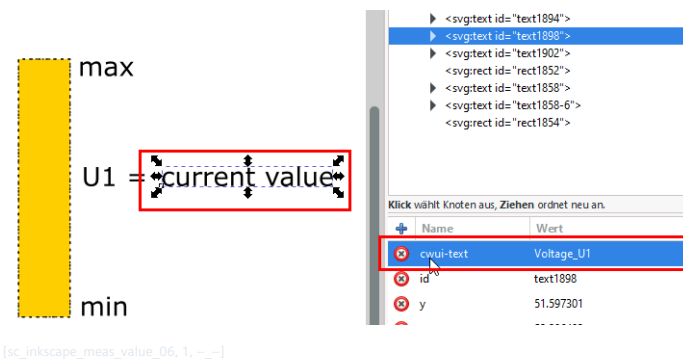 max
U1 = current value
min
<svg:text id="text1894">
<svg:text id="text1898">
<svg:text id="text1902">
<svg:rect id="rect1852">
<svg:text id="text1858">
<svg:text id="text1858-6">
<svg:rect id="rect1854">
Klick wählt Knoten aus, Ziehen ordnet neu an.
Name Wert
cwui-text Voltage_U1
id text1898
y 51.597301
[sc_inkscape_meas_value_06, 1, --_--]